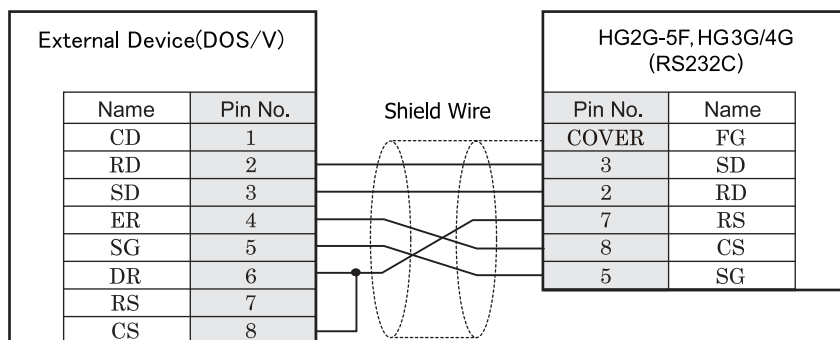 External Device(DOS/V)
HG2G-5F, HG3G/4G
(RS232C)
Name Pin No. Shield Wire Pin No. Name
CD 1 COVER FG
RD 2 3 SD
SD 3 2 RD
ER 4 7 RS
SG 5 8 CS
DR 6 5 SG
RS 7
CS 8